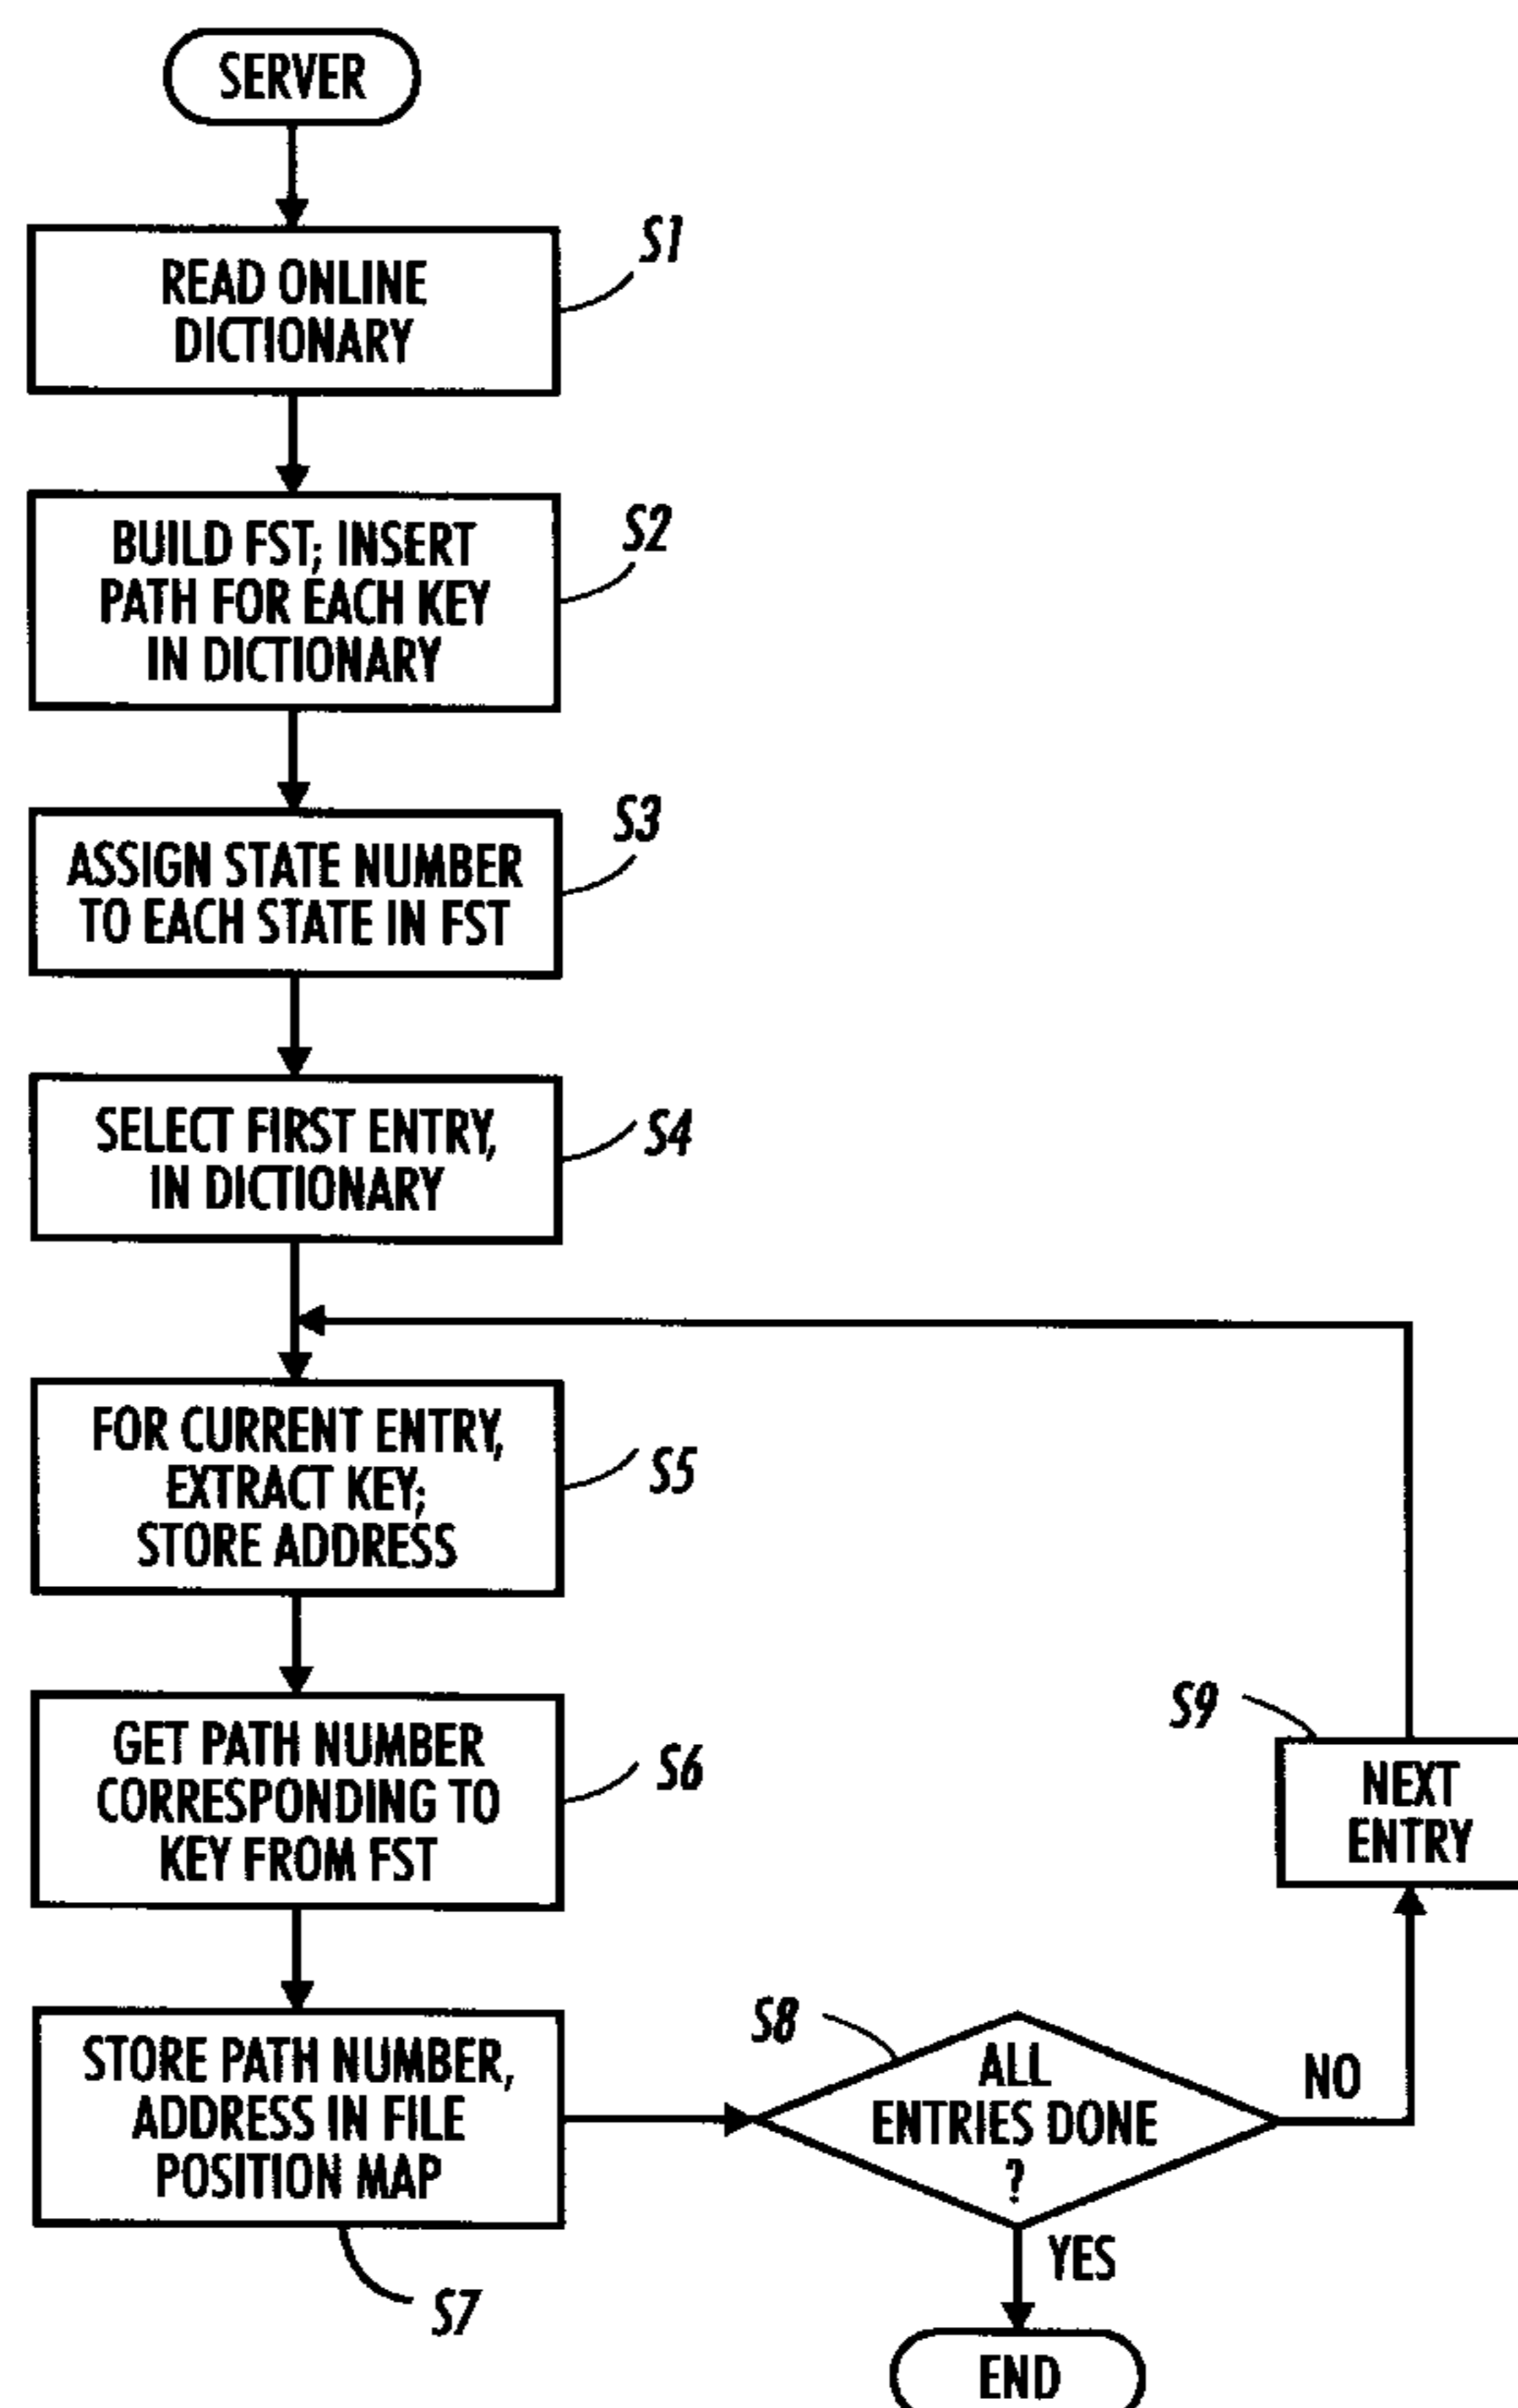 SERVER
S1
READ ONLINE
DICTIONARY
S2
BUILD FST; INSERT
PATH FOR EACH KEY
IN DICTIONARY
S3
ASSIGN STATE NUMBER
TO EACH STATE IN FST
S4
SELECT FIRST ENTRY,
IN DICTIONARY
S5
FOR CURRENT ENTRY,
EXTRACT KEY;
STORE ADDRESS
S6
GET PATH NUMBER
CORRESPONDING TO
KEY FROM FST
S9
NEXT
ENTRY
STORE PATH NUMBER,
ADDRESS IN FILE
POSITION MAP
S7
S8
ALL
ENTRIES DONE
?
NO
YES
END